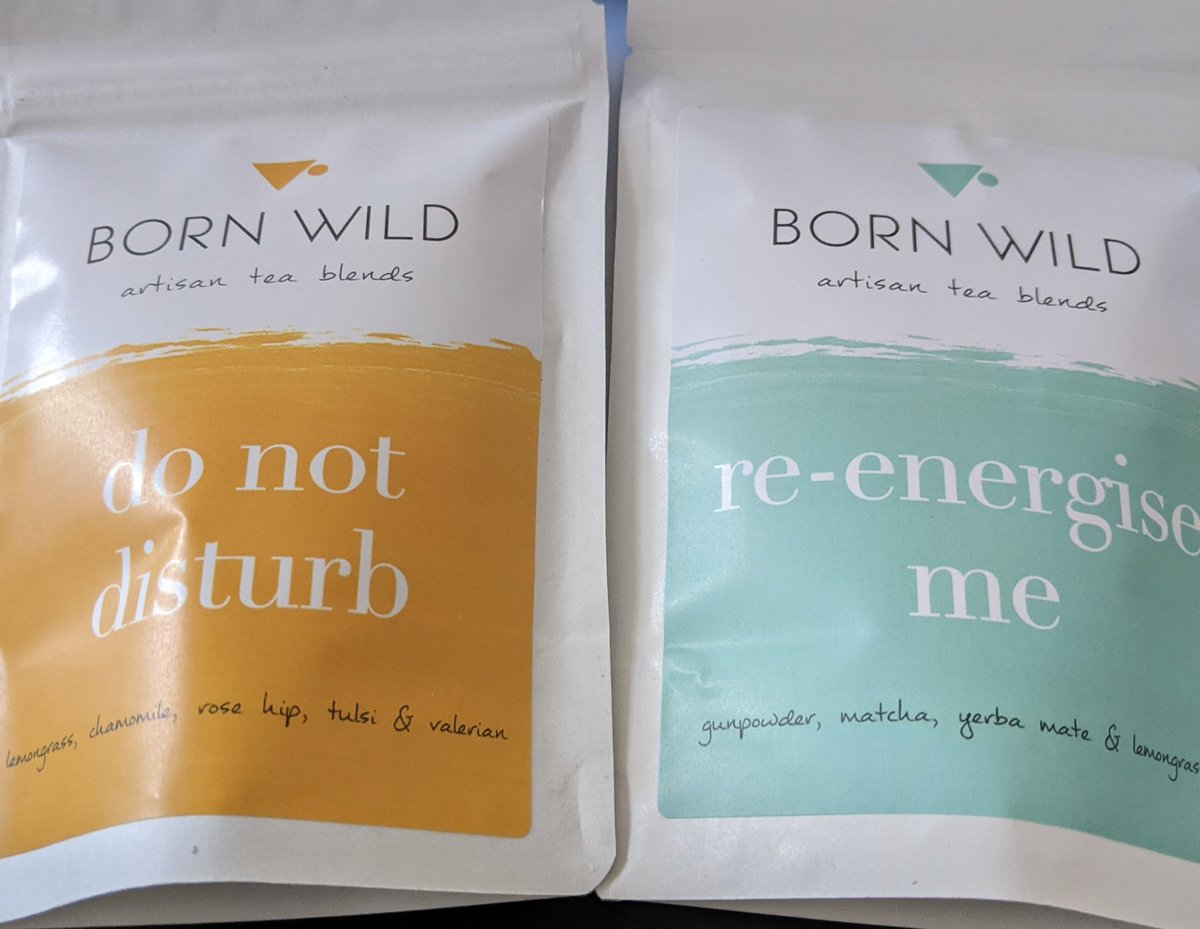 BORN WILD
artisan tea blends
do not
disturb
lemongrass, chamomile, rose hip, tulsi & valerian
BORN WILD
artisan tea blends
re-energise
me
gunpowder, matcha, yerba mate & lemongrass